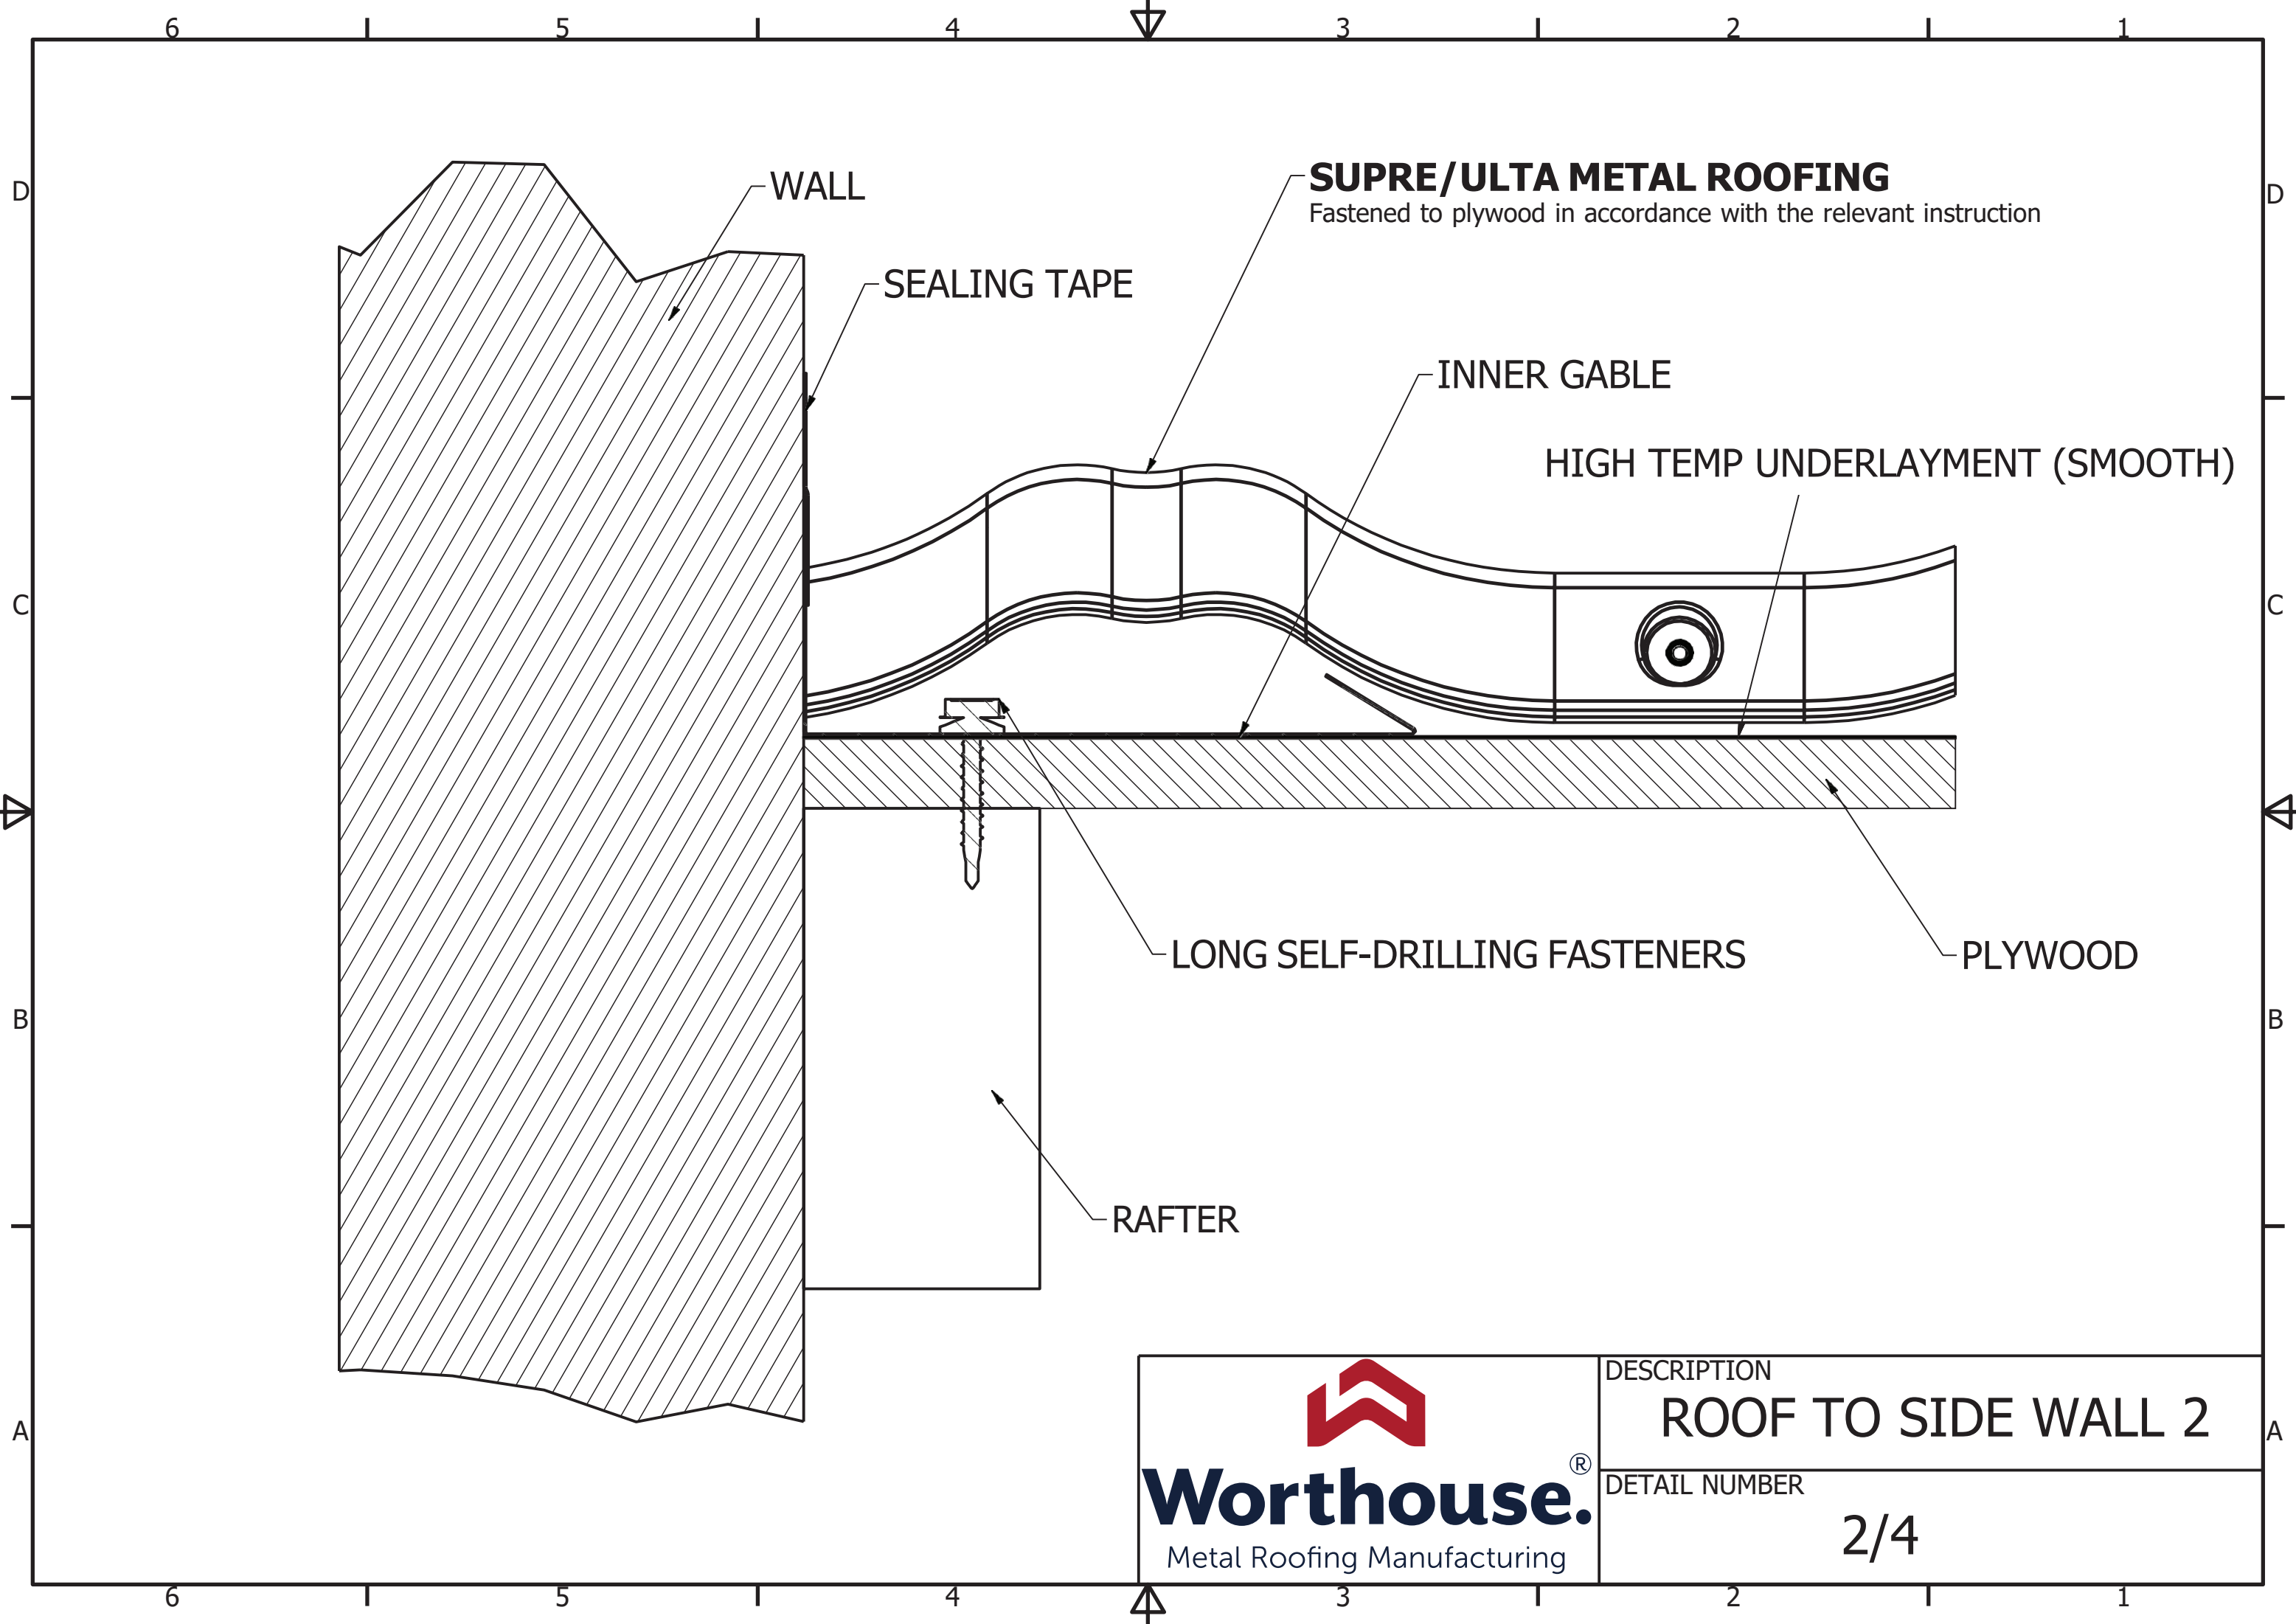 6 5 4 3 2 1
D D
WALL
SUPRE/ULTA METAL ROOFING
Fastened to plywood in accordance with the relevant instruction
SEALING TAPE
INNER GABLE
HIGH TEMP UNDERLAYMENT (SMOOTH)
C C
LONG SELF-DRILLING FASTENERS
PLYWOOD
B B
RAFTER
DESCRIPTION
ROOF TO SIDE WALL 2
A A
Worthouse.®
Metal Roofing Manufacturing
DETAIL NUMBER
2/4
6 5 4 3 2 1